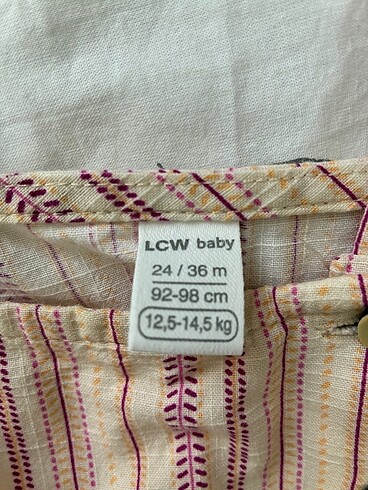 LCW baby
24 / 36 m
92-98 cm
12,5-14,5 kg